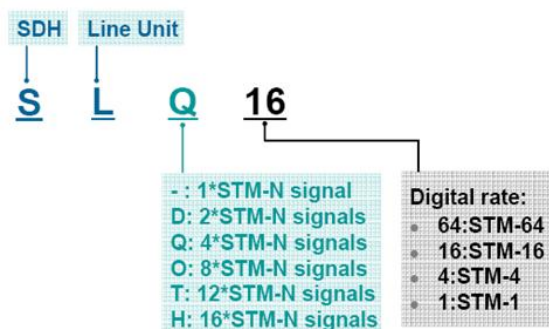 SDH Line Unit
S L Q 16
- : 1*STM-N signal
D: 2*STM-N signals
Q: 4*STM-N signals
O: 8*STM-N signals
T: 12*STM-N signals
H: 16*STM-N signals
Digital rate:
• 64:STM-64
• 16:STM-16
• 4:STM-4
• 1:STM-1